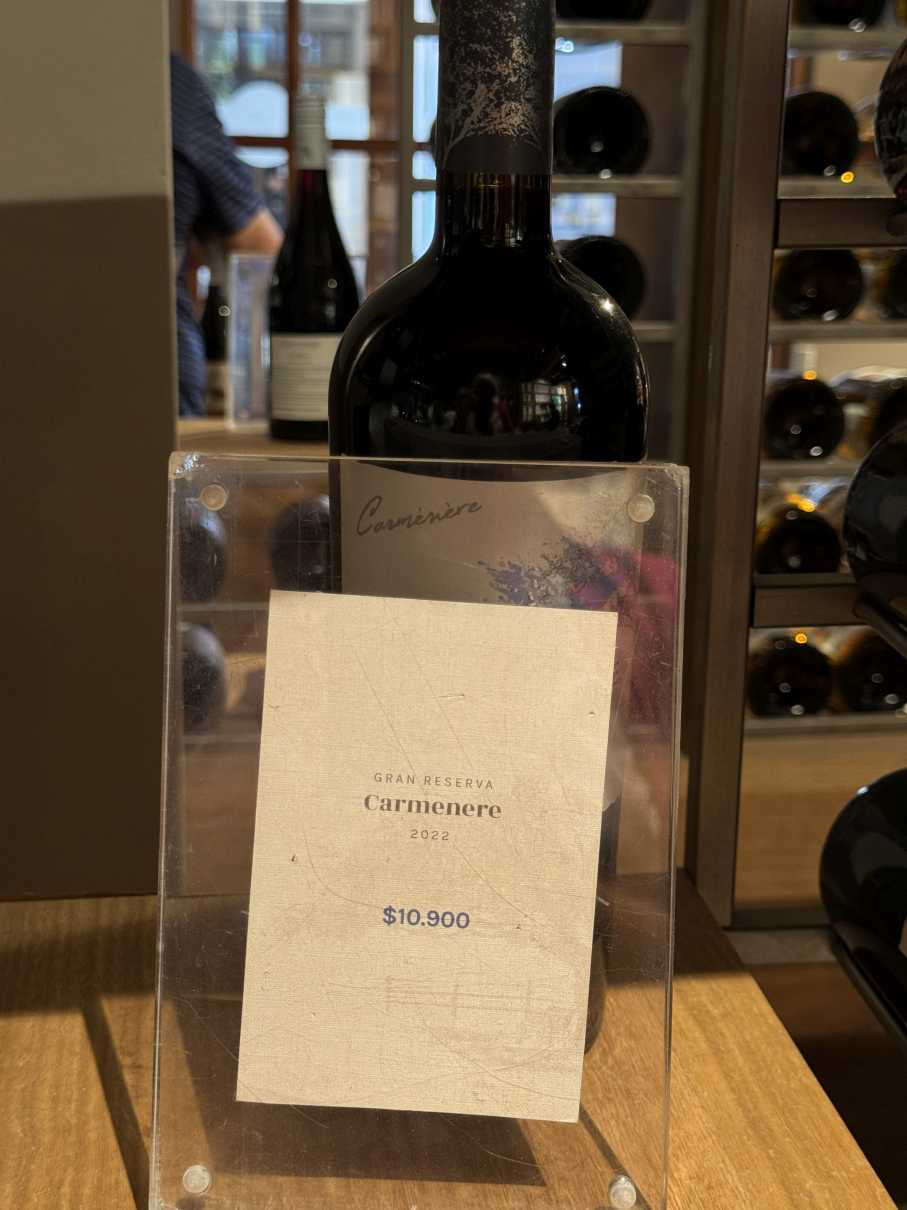 Carménère
GRAN RESERVA
Carmenere
2022
$10.900